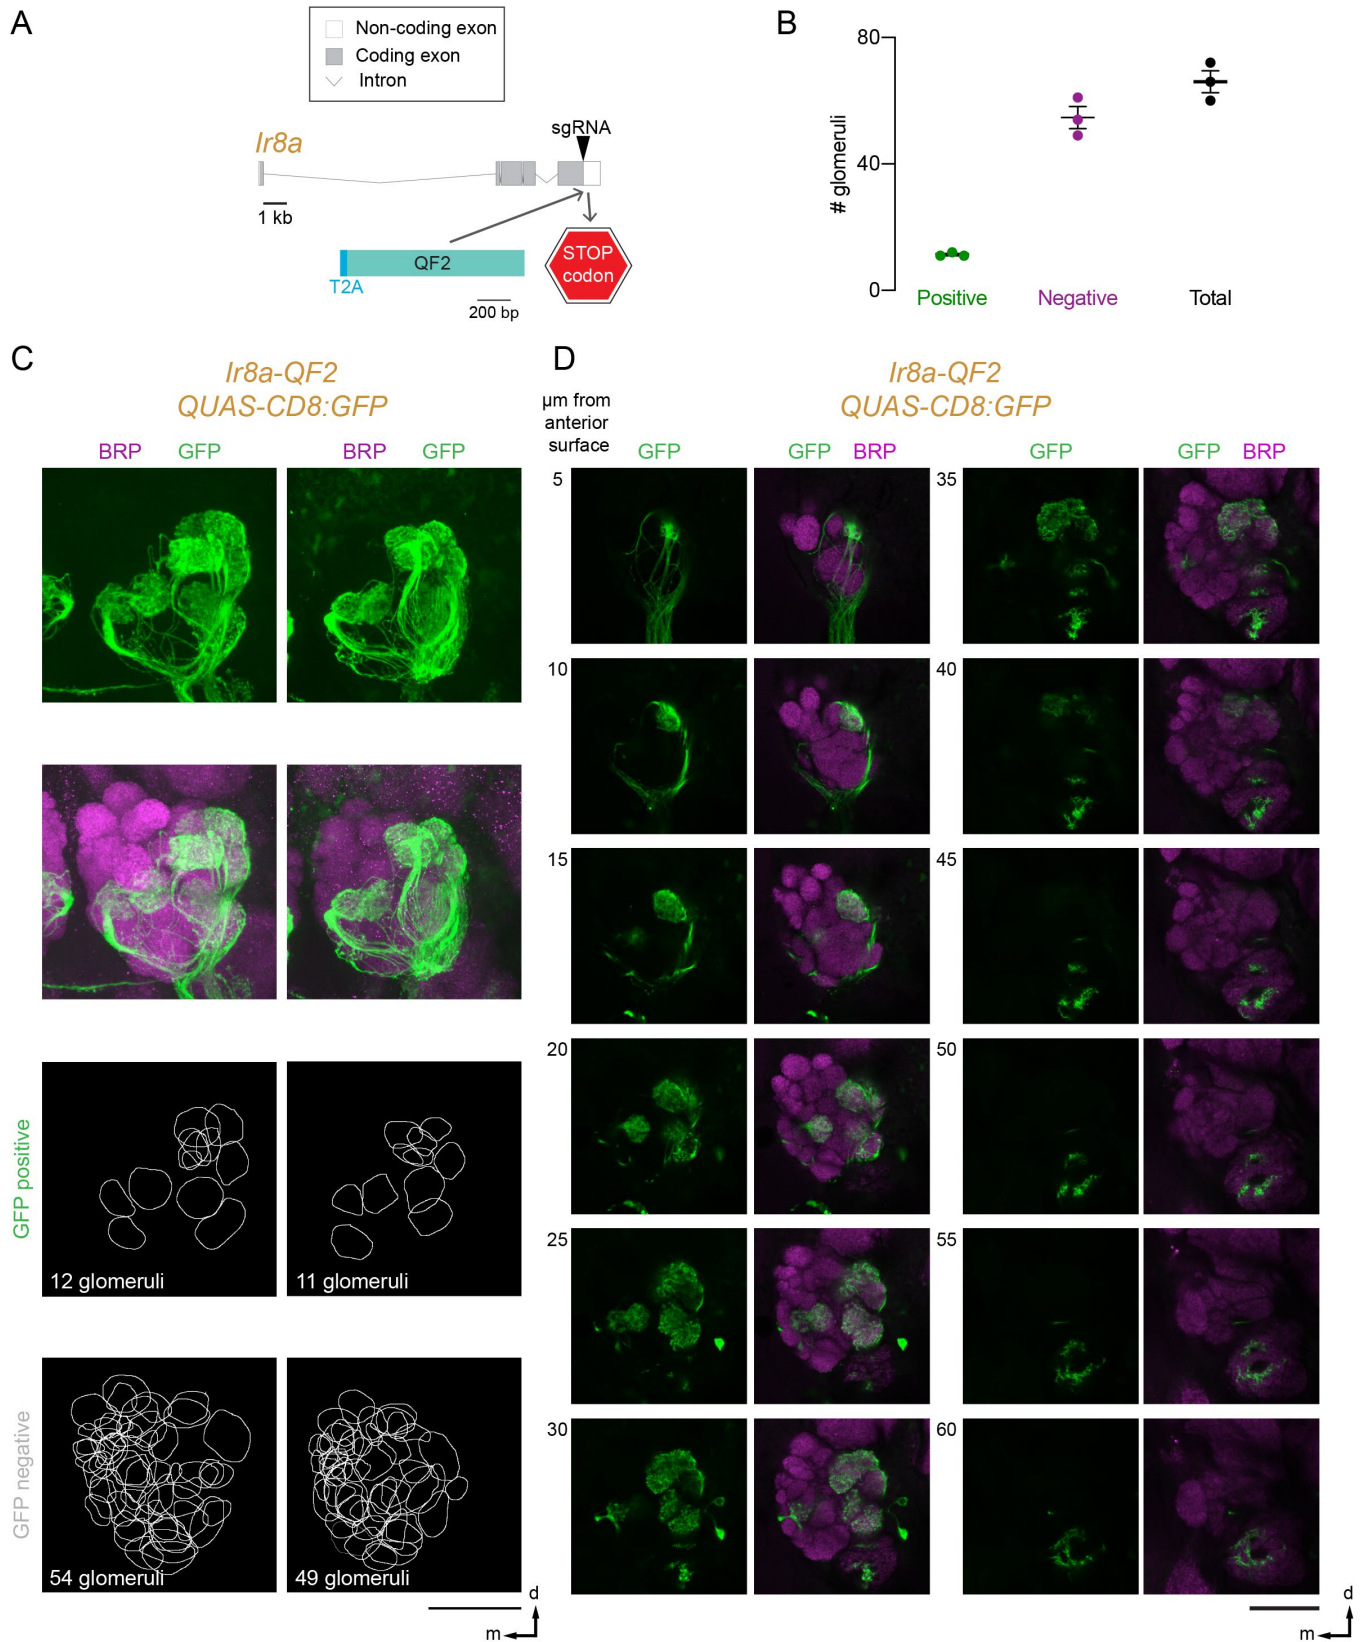 A
Non-coding exon
Coding exon
Intron
Ir8a
sgRNA
1 kb
QF2
T2A
200 bp
STOP
codon
B
80
40
0
# glomeruli
Positive
Negative
Total
C
Ir8a-QF2
QUAS-CD8:GFP
BRP GFP
BRP GFP
GFP positive
12 glomeruli
11 glomeruli
GFP negative
54 glomeruli
49 glomeruli
d
m
D
Ir8a-QF2
QUAS-CD8:GFP
µm from
anterior
surface
GFP
GFP BRP
GFP
GFP BRP
5
10
15
20
25
30
35
40
45
50
55
60
d
m